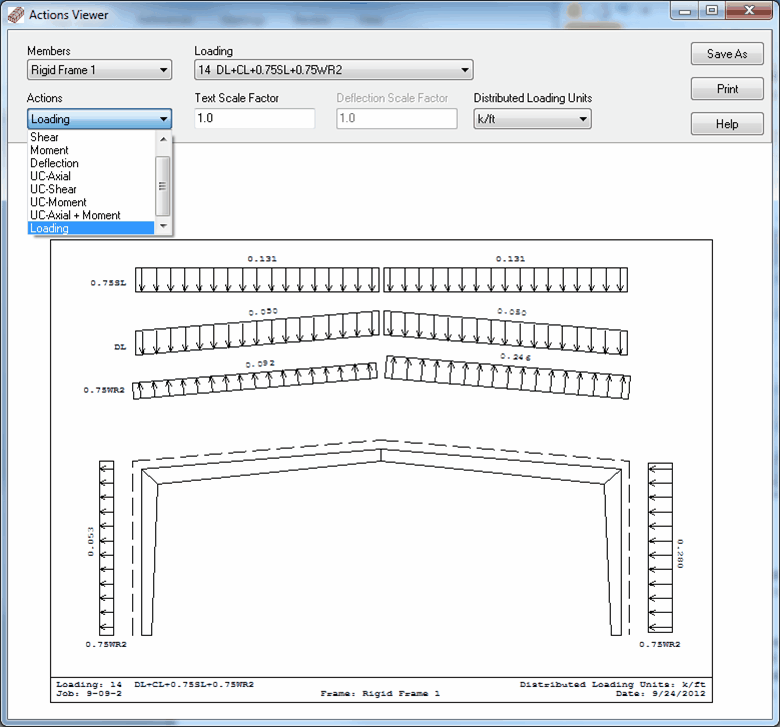 Actions Viewer
Members
Loading
Rigid Frame 1
14 DL+CL+0.75SL+0.75WR2
Save As
Actions
Text Scale Factor
Deflection Scale Factor
Distributed Loading Units
Print
Loading
1.0
1.0
k/ft
Help
Shear
Moment
Deflection
UC-Axial
UC-Shear
UC-Moment
UC-Axial + Moment
Loading
0.131
0.131
0.75SL
0.050
0.050
DL
0.092
0.246
0.75WR2
0.053
0.280
0.75WR2
0.75WR2
Loading: 14 DL+CL+0.75SL+0.75WR2
Distributed Loading Units: k/ft
Job: 9-09-2
Frame: Rigid Frame 1
Date: 9/24/2012